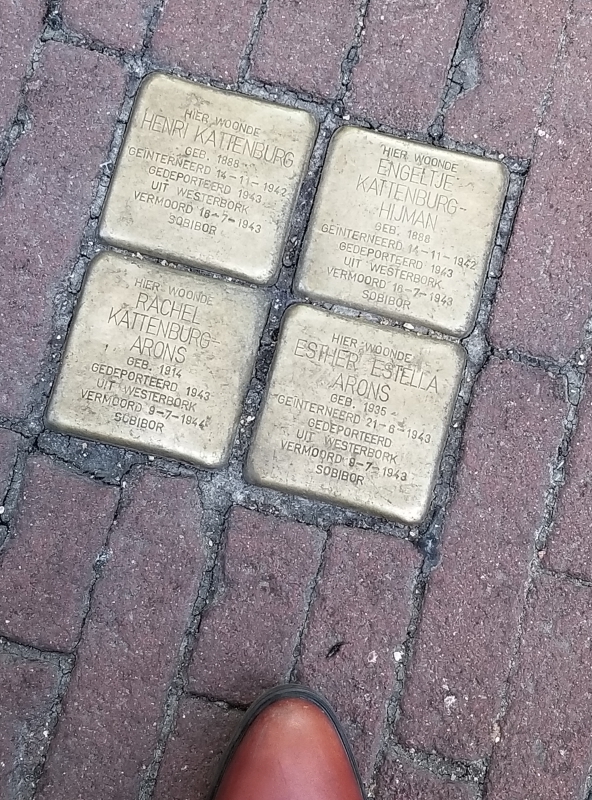 HIER WOONDE
HENRI KATTENBURG
GEB. 1888
GEÏNTERNEERD 14-11-1942
GEDEPORTEERD 1943
UIT WESTERBORK
VERMOORD 16-7-1943
SOBIBOR
HIER WOONDE
ENGELTJE
KATTENBURG-
HIJMAN
GEB. 1888
GEÏNTERNEERD 14-11-1942
GEDEPORTEERD 1943
UIT WESTERBORK
VERMOORD 16-7-1943
SOBIBOR
HIER WOONDE
RACHEL
KATTENBURG-
ARONS
GEB. 1914
GEDEPORTEERD 1943
UIT WESTERBORK
VERMOORD 9-7-1944
SOBIBOR
HIER WOONDE
ESTHER ESTELLA
ARONS
GEB. 1935
GEÏNTERNEERD 21-6-1943
GEDEPORTEERD
UIT WESTERBORK
VERMOORD 9-7-1943
SOBIBOR